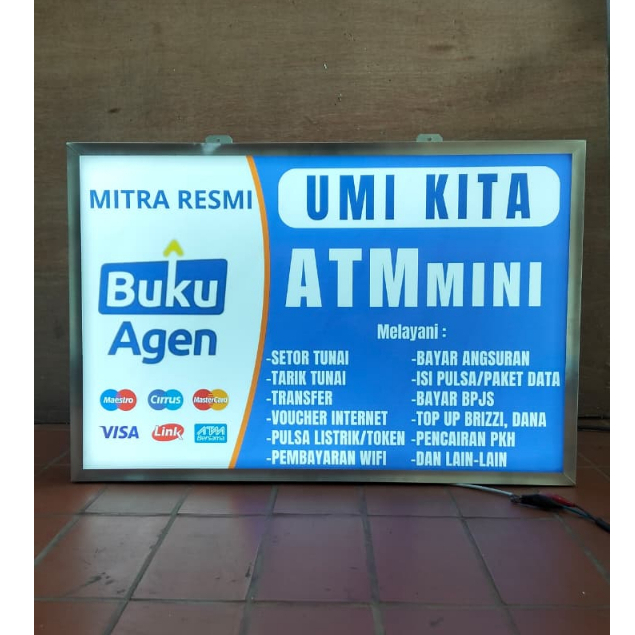 MITRA RESMI
Buku
Agen
Maestro Cirrus MasterCard
VISA Link ATM Bersama
UMI KITA
ATM MINI
Melayani :
-SETOR TUNAI
-TARIK TUNAI
-TRANSFER
-VOUCHER INTERNET
-PULSA LISTRIK/TOKEN
-PEMBAYARAN WIFI
-BAYAR ANGSURAN
-ISI PULSA/PAKET DATA
-BAYAR BPJS
-TOP UP BRIZZI, DANA
-PENCAIRAN PKH
-DAN LAIN-LAIN